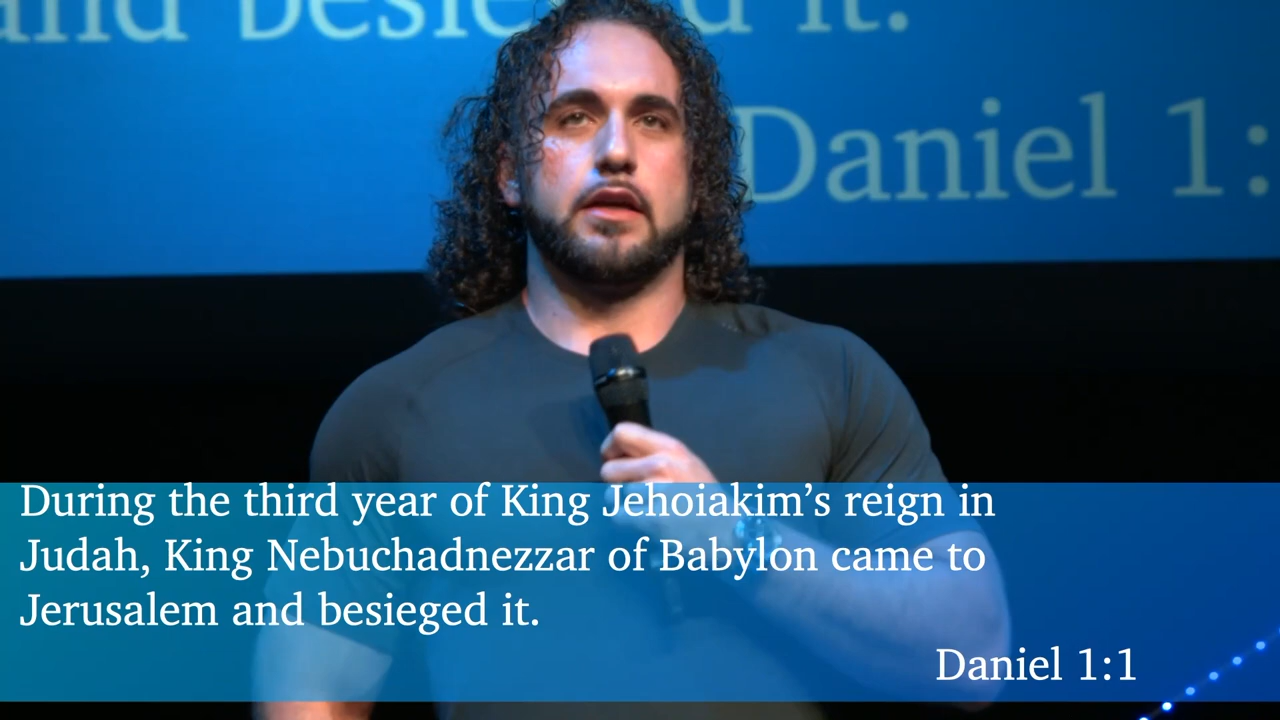 and besieged it.
Daniel 1:
During the third year of King Jehoiakim’s reign in
Judah, King Nebuchadnezzar of Babylon came to
Jerusalem and besieged it.
Daniel 1:1